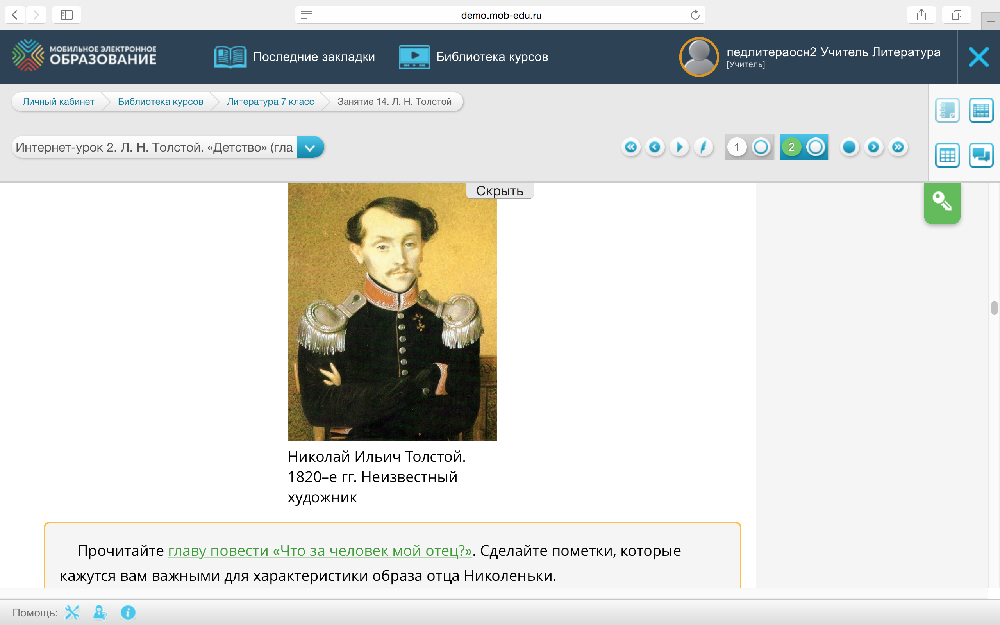 demo.mob-edu.ru
МОБИЛЬНОЕ ЭЛЕКТРОННОЕ
ОБРАЗОВАНИЕ
Последние закладки
Библиотека курсов
педлитераосн2 Учитель Литература
[Учитель]
Личный кабинет
Библиотека курсов
Литература 7 класс
Занятие 14. Л. Н. Толстой
Интернет-урок 2. Л. Н. Толстой. «Детство» (гла
1
2
Скрыть
Николай Ильич Толстой.
1820–е гг. Неизвестный
художник
Прочитайте главу повести «Что за человек мой отец?». Сделайте пометки, которые
кажутся вам важными для характеристики образа отца Николеньки.
Помощь: